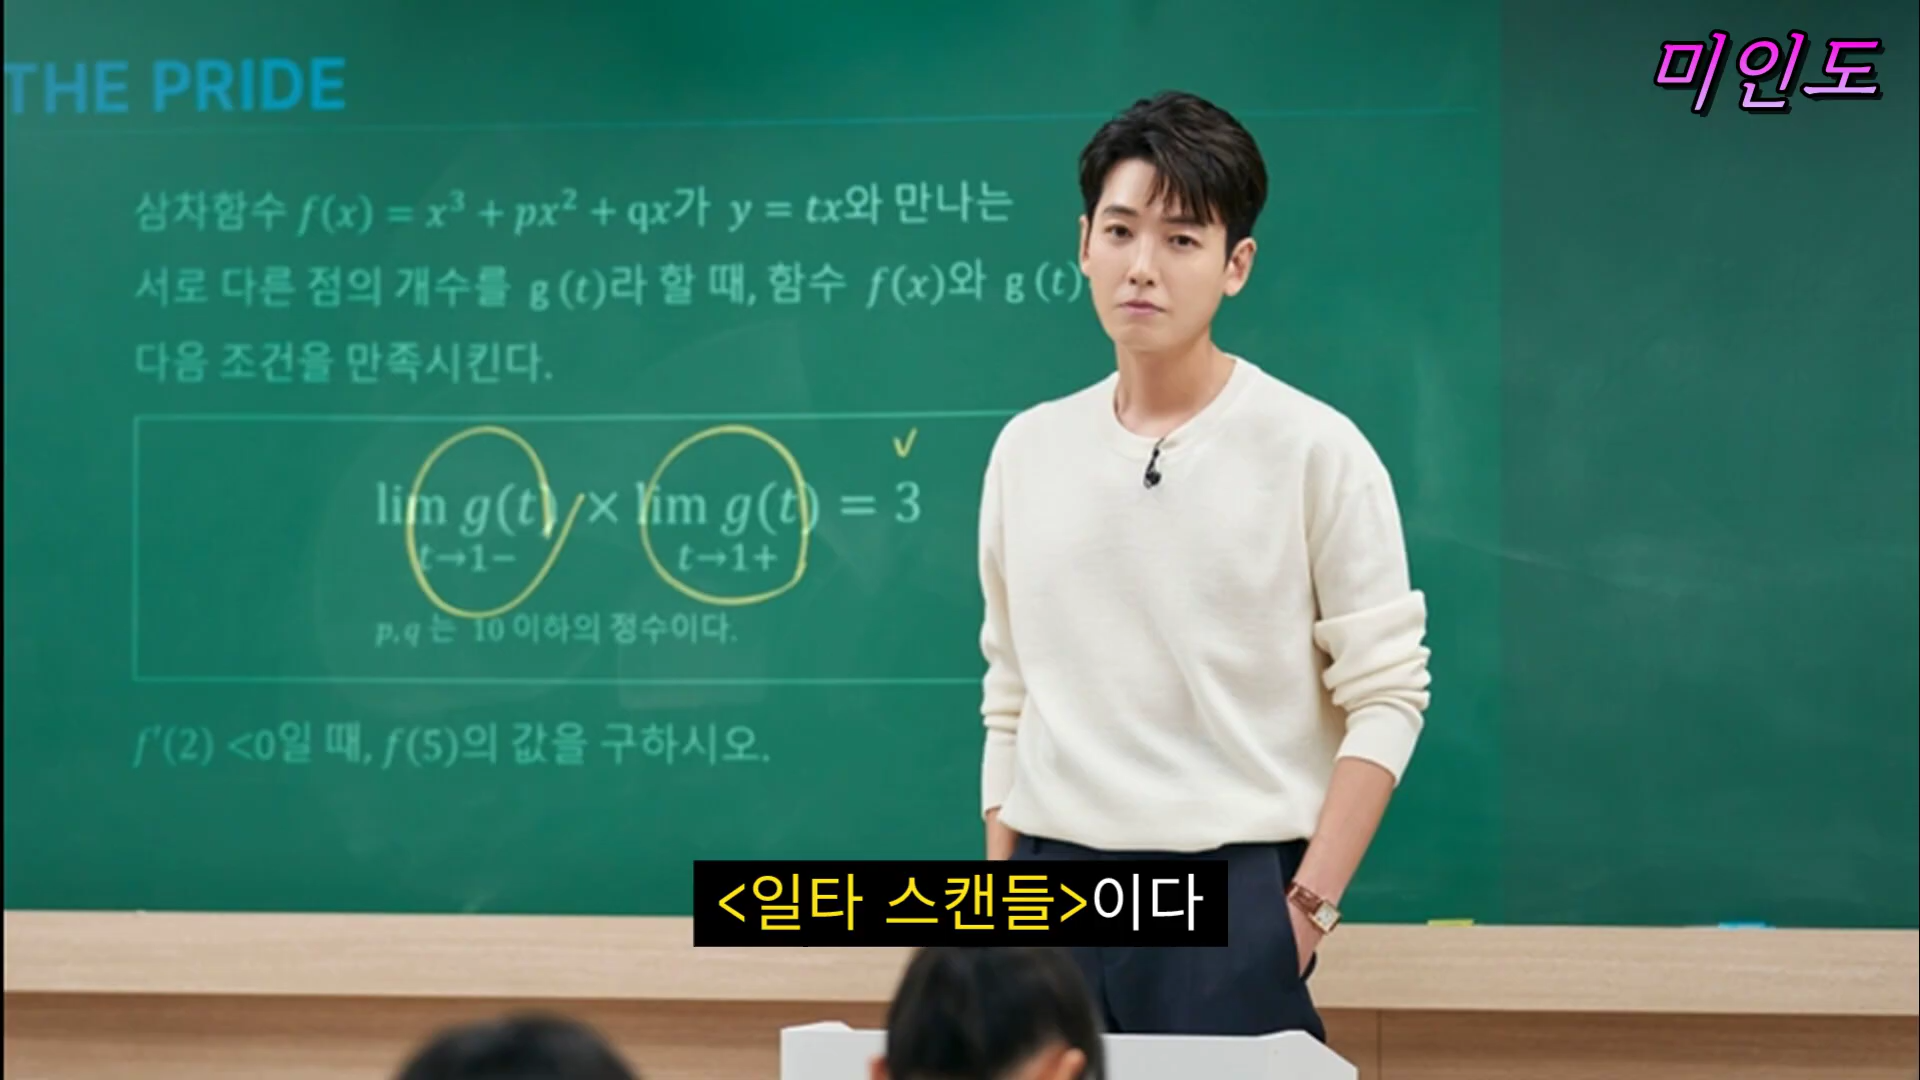 THE PRIDE
미인도
삼차함수 f(x) = x³ + px² + qx가 y = tx와 만나는
서로 다른 점의 개수를 g (t)라 할 때, 함수 f(x)와 g (t)
다음 조건을 만족시킨다.
lim g(t) × lim g(t) = 3
t→1− t→1+
p, q 는 10 이하의 정수이다.
f′(2) <0일 때, f(5)의 값을 구하시오.
<일타 스캔들>이다